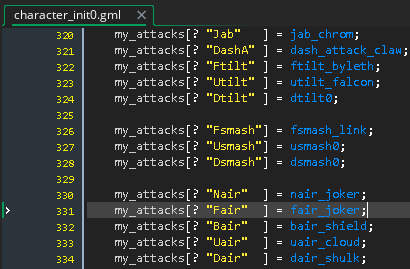 character_init0.gml ×
320 my_attacks[? "Jab" ] = jab_chrom;
321 my_attacks[? "DashA" ] = dash_attack_claw;
322 my_attacks[? "Ftilt" ] = ftilt_byleth;
323 my_attacks[? "Utilt" ] = utilt_falcon;
324 my_attacks[? "Dtilt" ] = dtilt0;
325
326 my_attacks[? "Fsmash" ] = fsmash_link;
327 my_attacks[? "Usmash" ] = usmash0;
328 my_attacks[? "Dsmash" ] = dsmash0;
329
330 my_attacks[? "Nair" ] = nair_joker;
331 my_attacks[? "Fair" ] = fair_joker;
332 my_attacks[? "Bair" ] = bair_shield;
333 my_attacks[? "Uair" ] = uair_cloud;
334 my_attacks[? "Dair" ] = dair_shulk;